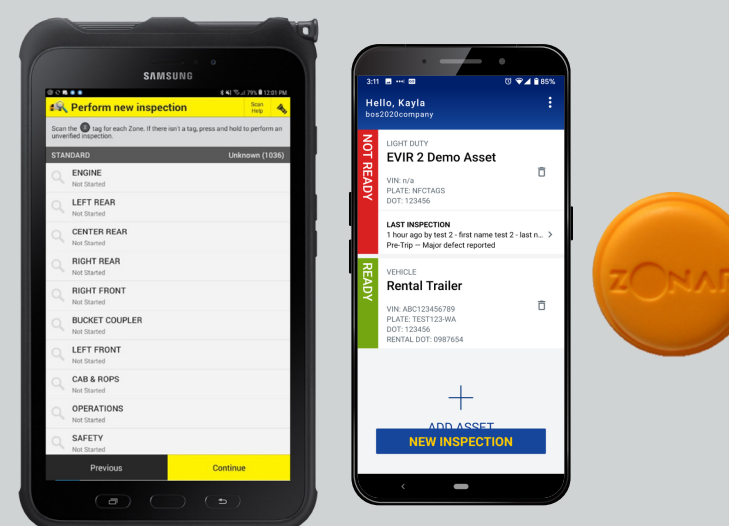 SAMSUNG
79% 12:01 PM
Perform new inspection
Scan Help
Scan the Z tag for each Zone. If there isn't a tag, press and hold to perform an
unverified inspection.
STANDARD Unknown (1036)
ENGINE
Not Started
LEFT REAR
Not Started
CENTER REAR
Not Started
RIGHT REAR
Not Started
RIGHT FRONT
Not Started
BUCKET COUPLER
Not Started
LEFT FRONT
Not Started
CAB & ROPS
Not Started
OPERATIONS
Not Started
SAFETY
Not Started
Previous Continue
3:11 85%
Hello, Kayla
bos2020company
NOT READY
LIGHT DUTY
EVIR 2 Demo Asset
VIN: n/a
PLATE: NFCTAGS
DOT: 123456
LAST INSPECTION
1 hour ago by test 2 - first name test 2 - last n...
Pre-Trip — Major defect reported
READY
VEHICLE
Rental Trailer
VIN: ABC123456789
PLATE: TEST123-WA
DOT: 123456
RENTAL DOT: 0987654
ADD ASSET
NEW INSPECTION
ZONAR